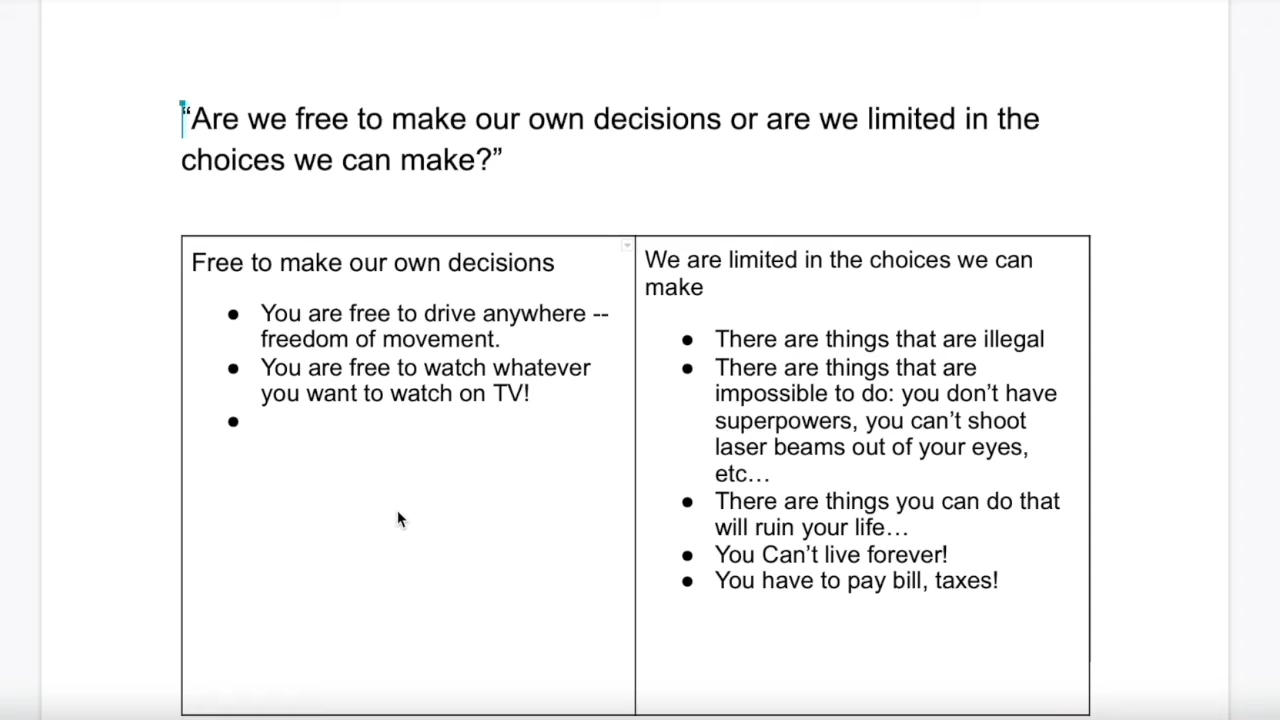 “Are we free to make our own decisions or are we limited in the
choices we can make?”
Free to make our own decisions
● You are free to drive anywhere --
freedom of movement.
● You are free to watch whatever
you want to watch on TV!
●
We are limited in the choices we can
make
● There are things that are illegal
● There are things that are
impossible to do: you don’t have
superpowers, you can’t shoot
laser beams out of your eyes,
etc…
● There are things you can do that
will ruin your life…
● You Can’t live forever!
● You have to pay bill, taxes!